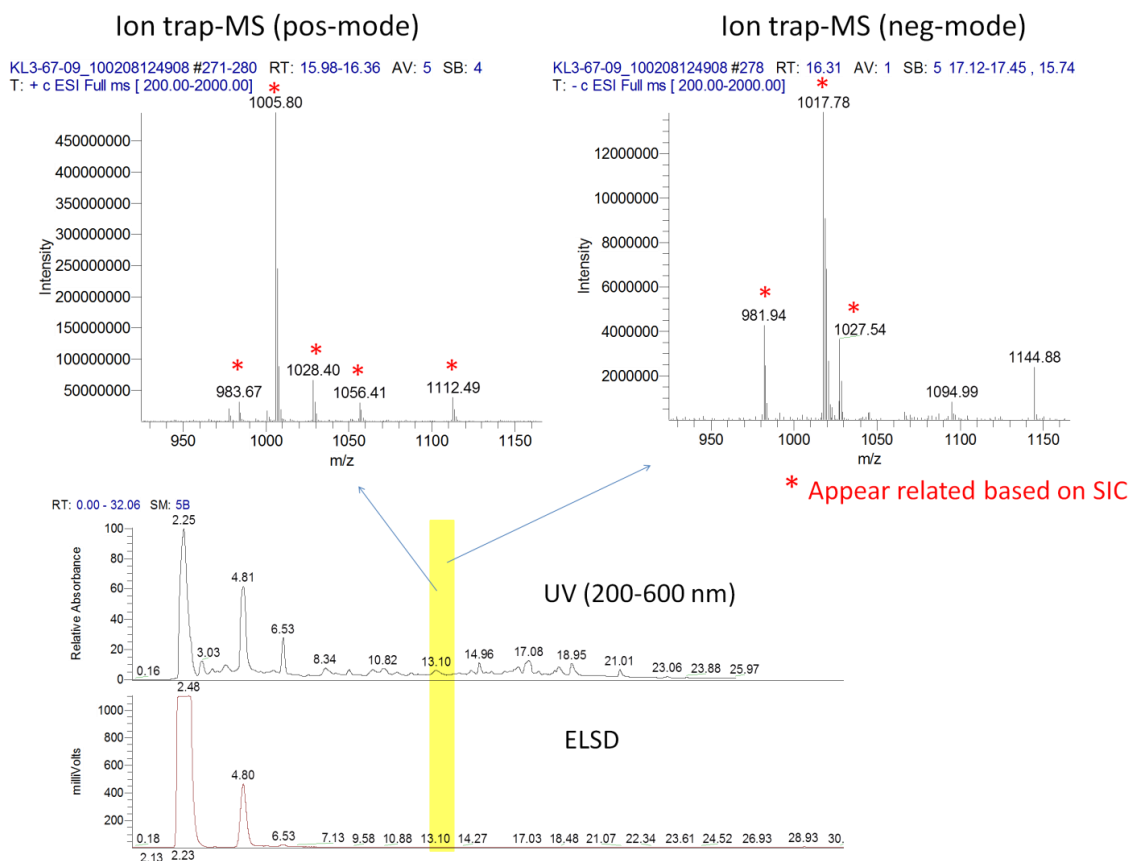 Ion trap-MS (pos-mode)
KL3-67-09_100208124908 #271-280 RT: 15.98-16.36 AV: 5 SB: 4
T: + c ESI Full ms [ 200.00-2000.00]
*
1005.80
450000000
400000000
350000000
300000000
250000000
200000000
150000000
100000000
50000000
Intensity
*
983.67
*
1028.40
*
1056.41
*
1112.49
950 1000 1050 1100 1150
m/z
Ion trap-MS (neg-mode)
KL3-67-09_100208124908 #278 RT: 16.31 AV: 1 SB: 5 17.12-17.45 , 15.74
T: - c ESI Full ms [ 200.00-2000.00]
*
1017.78
12000000
10000000
8000000
6000000
4000000
2000000
Intensity
*
981.94
*
1027.54
1094.99
1144.88
950 1000 1050 1100 1150
m/z
* Appear related based on SIC
RT: 0.00 - 32.06 SM: 5B
UV (200-600 nm)
Relative Absorbance
100
80
60
40
20
0
0.16 2.25 3.03 4.81 6.53 8.34 10.82 13.10 14.96 17.08 18.95 21.01 23.06 23.88 25.97
ELSD
milliVolts
1000
800
600
400
200
0
0.18 2.48 4.80 6.53 7.13 9.58 10.88 13.10 14.27 17.03 18.48 21.07 22.34 23.61 24.52 26.93 28.93 30.
2.13 2.23